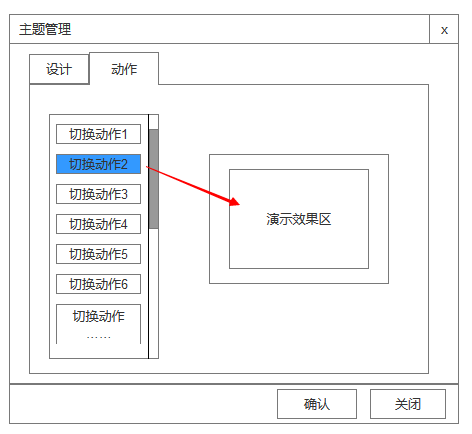 主题管理
x
设计
动作
切换动作1
切换动作2
切换动作3
切换动作4
切换动作5
切换动作6
切换动作
……
演示效果区
确认
关闭